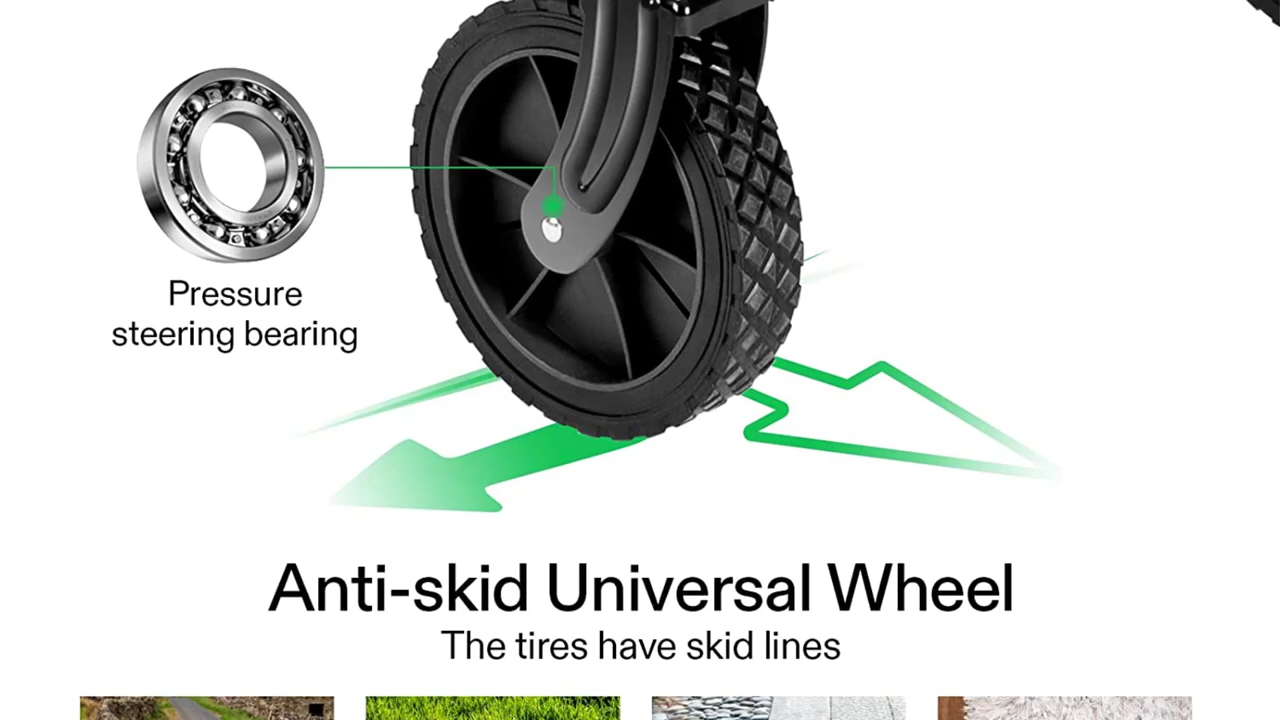 Pressure
steering bearing
Anti-skid Universal Wheel
The tires have skid lines